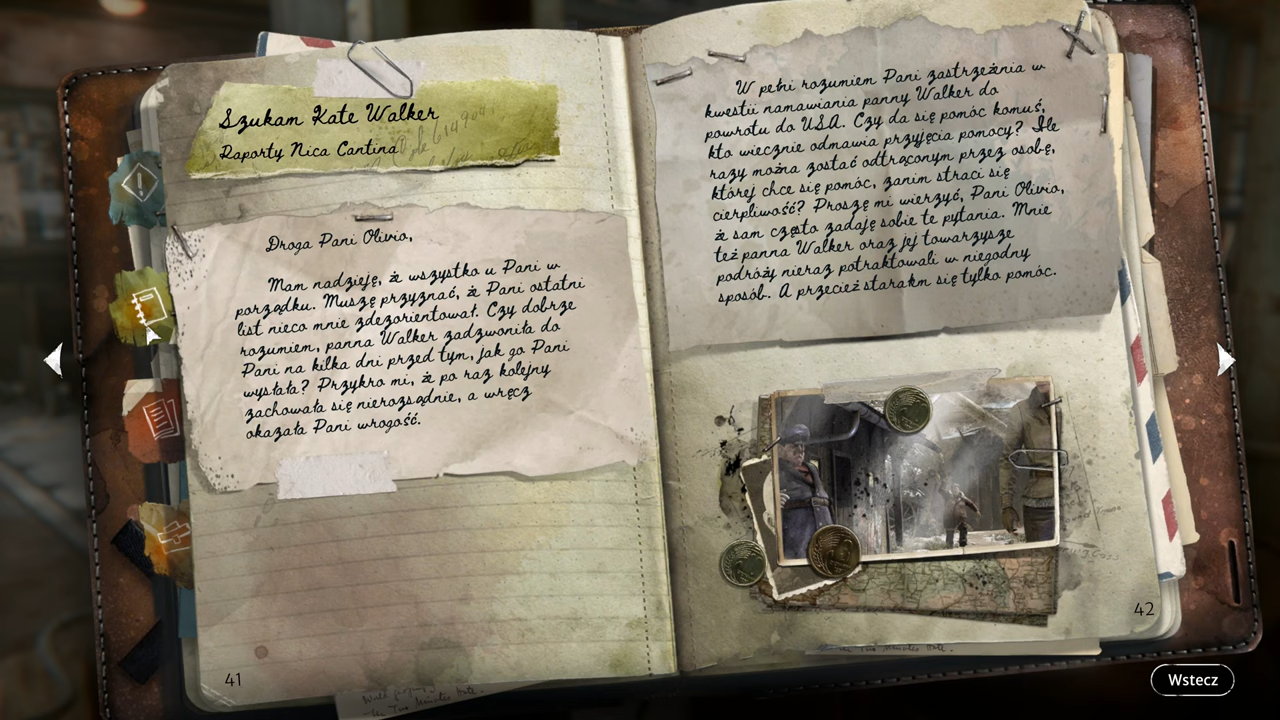 Szukam Kate Walker
Raporty Nica Cantina
Droga Pani Olivio,
Mam nadzieję, że wszystko u Pani w
porządku. Muszę przyznać, że Pani ostatni
list nieco mnie zdezorientował. Czy dobrze
rozumiem, panna Walker zadzwoniła do
Pani na kilka dni przed tym, jak go Pani
wysłała? Przykro mi, że po raz kolejny
zachowała się nierozsądnie, a wręcz
okazała Pani wrogość.
41
W pełni rozumiem Pani zastrzeżenia w
kwestii namawiania panny Walker do
powrotu do USA. Czy da się pomóc komuś,
kto wiecznie odmawia przyjęcia pomocy? Ile
razy można zostać odtrąconym przez osobę,
której chce się pomóc, zanim straci się
cierpliwość? Proszę mi wierzyć, Pani Olivio,
że sam często zadaję sobie te pytania. Mnie
też panna Walker oraz jej towarzysze
podróży nieraz potraktowali w niegodny
sposób. A przecież starałem się tylko pomóc.
42
Wstecz